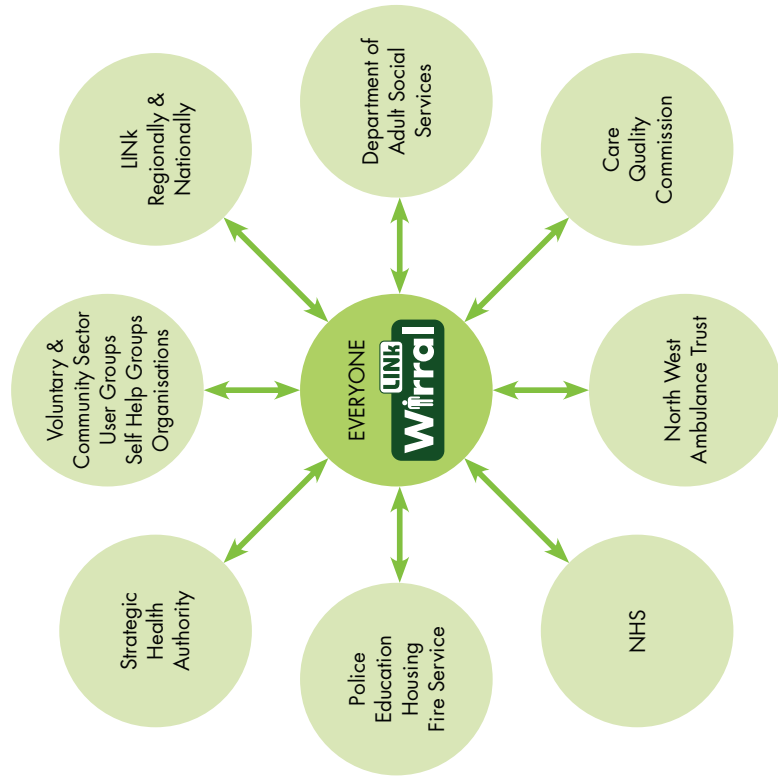 Voluntary &
Community Sector
User Groups
Self Help Groups
Organisations
LINk
Regionally &
Nationally
Department of
Adult Social
Services
Care
Quality
Commission
North West
Ambulance Trust
NHS
Police
Education
Housing
Fire Service
Strategic
Health
Authority
EVERYONE
LINk
Wirral